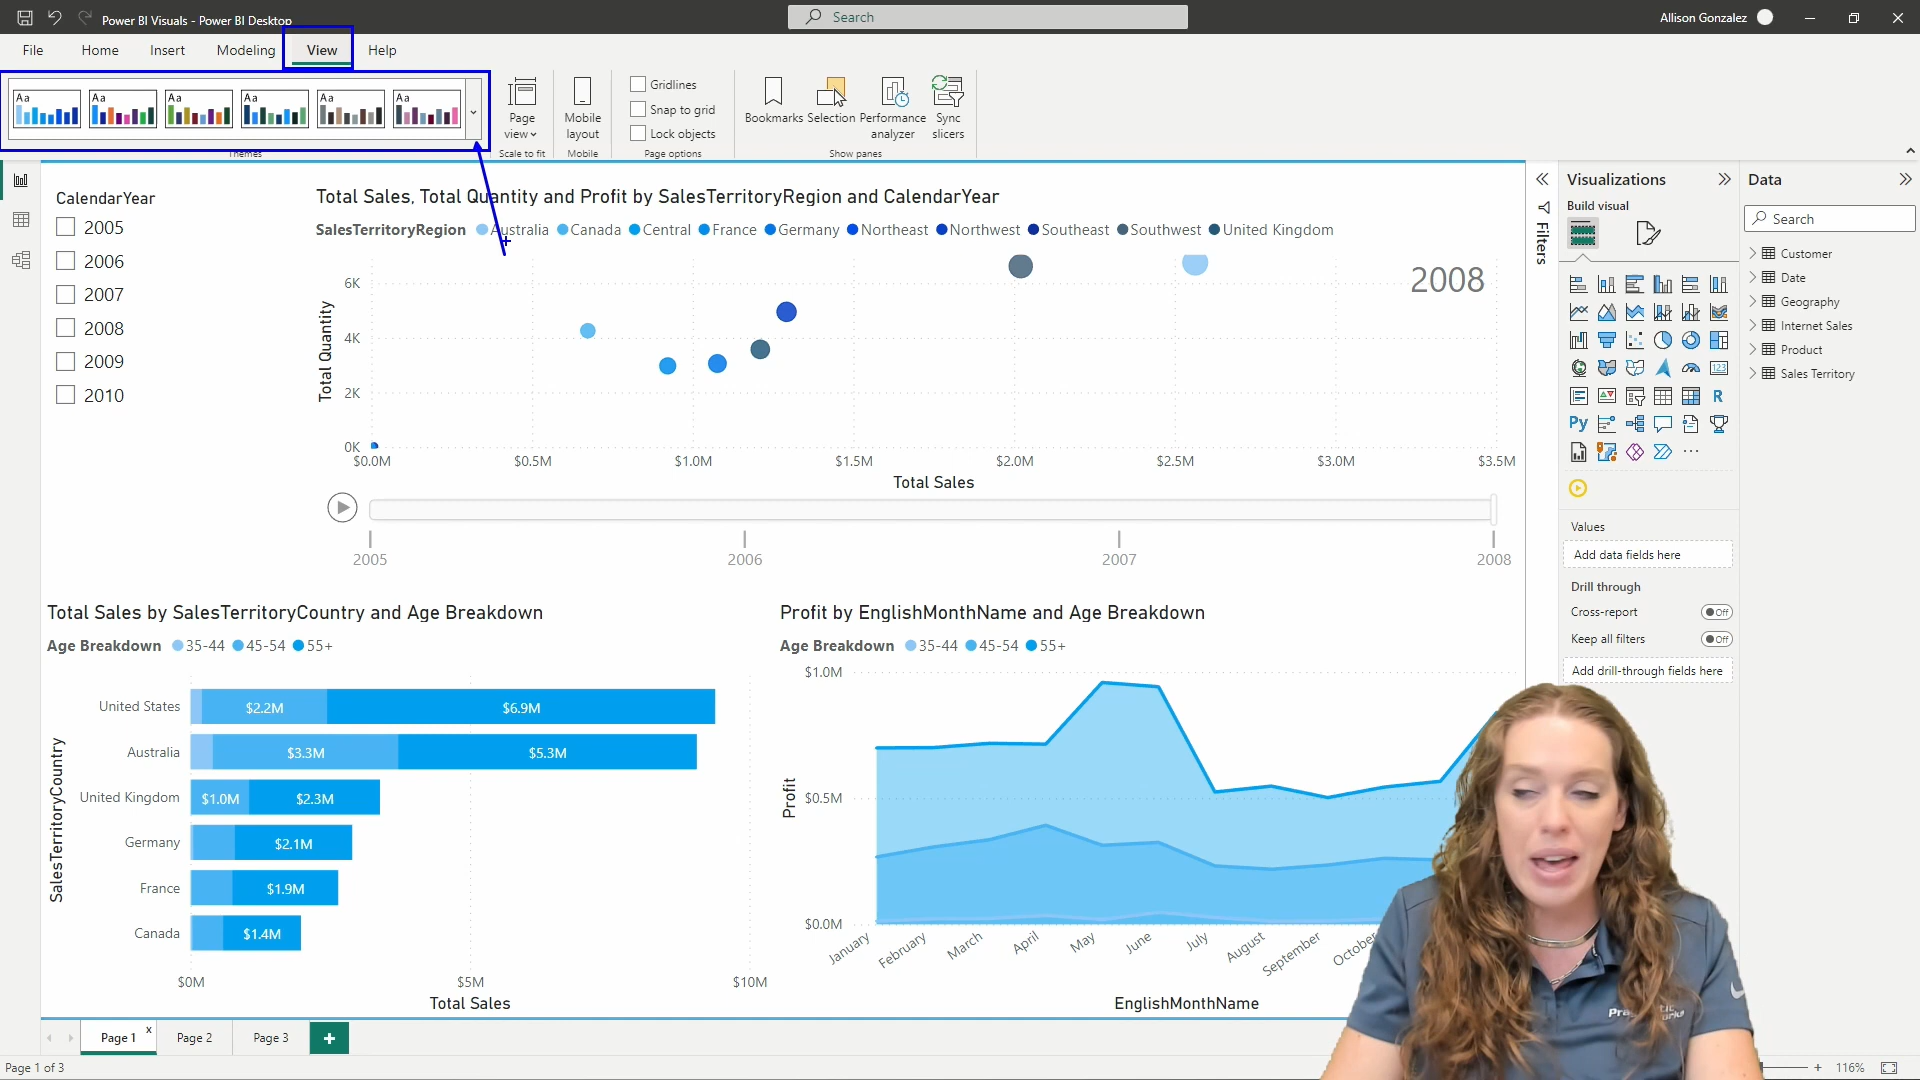 Power BI Visuals - Power BI Desktop
Search
Allison Gonzalez
File
Home
Insert
Modeling
View
Help
Aa
Aa
Aa
Aa
Aa
Aa
Page
view
Mobile
layout
Gridlines
Snap to grid
Lock objects
Bookmarks
Selection
Performance
analyzer
Sync
slicers
Themes
Scale to fit
Mobile
Page options
Show panes
CalendarYear
2005
2006
2007
2008
2009
2010
Total Sales, Total Quantity and Profit by SalesTerritoryRegion and CalendarYear
SalesTerritoryRegion Australia Canada Central France Germany Northeast Northwest Southeast Southwest United Kingdom
2008
Total Quantity
6K
4K
2K
0K
$0.0M $0.5M $1.0M $1.5M $2.0M $2.5M $3.0M $3.5M
Total Sales
2005 2006 2007 2008
Total Sales by SalesTerritoryCountry and Age Breakdown
Age Breakdown 35-44 45-54 55+
SalesTerritoryCountry
United States $2.2M $6.9M
Australia $3.3M $5.3M
United Kingdom $1.0M $2.3M
Germany $2.1M
France $1.9M
Canada $1.4M
$0M $5M $10M
Total Sales
Profit by EnglishMonthName and Age Breakdown
Age Breakdown 35-44 45-54 55+
Profit
$1.0M
$0.5M
$0.0M
January February March April May June July August September October
EnglishMonthName
Filters
Visualizations
Build visual
123
R
Py
Values
Add data fields here
Drill through
Cross-report
Off
Keep all filters
Off
Add drill-through fields here
Data
Search
Customer
Date
Geography
Internet Sales
Product
Sales Territory
Page 1 x
Page 2
Page 3
+
Page 1 of 3
+ 116%